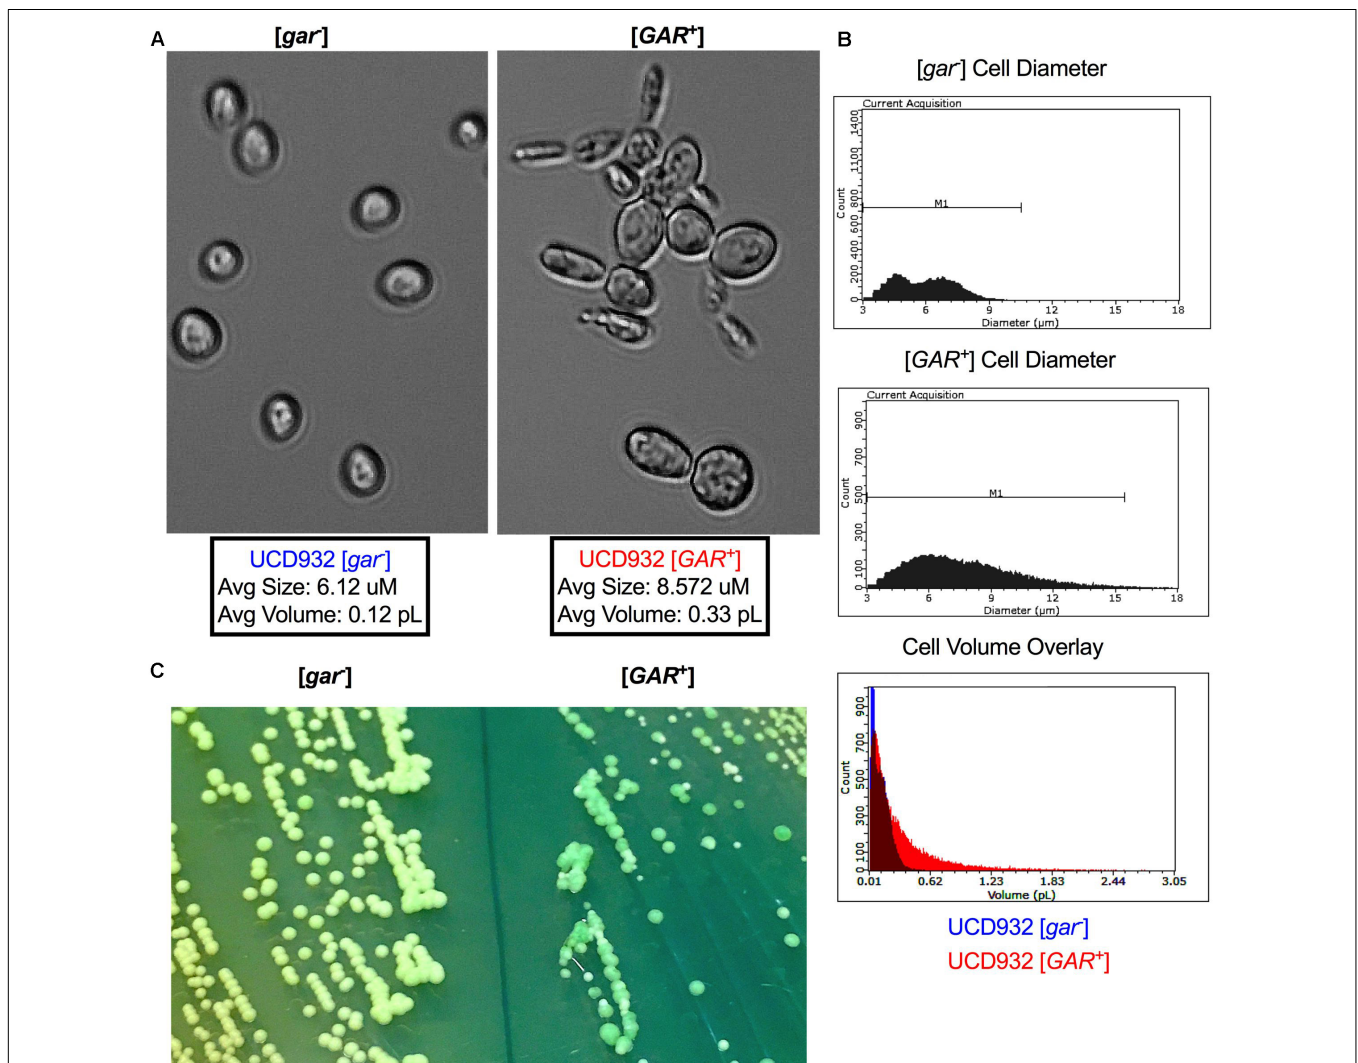 A
[gar-]
[GAR+]
UCD932 [gar-]
Avg Size: 6.12 uM
Avg Volume: 0.12 pL
UCD932 [GAR+]
Avg Size: 8.572 uM
Avg Volume: 0.33 pL
B
[gar-] Cell Diameter
Current Acquisition
Count
0 200 400 600 800 1100 1400
M1
3 6 9 12 15 18
Diameter (µm)
[GAR+] Cell Diameter
Current Acquisition
Count
0 100 300 500 700 900
M1
3 6 9 12 15 18
Diameter (µm)
Cell Volume Overlay
Count
0 100 300 500 700 900
0.01 0.62 1.23 1.83 2.44 3.05
Volume (pL)
UCD932 [gar-]
UCD932 [GAR+]
C
[gar-]
[GAR+]